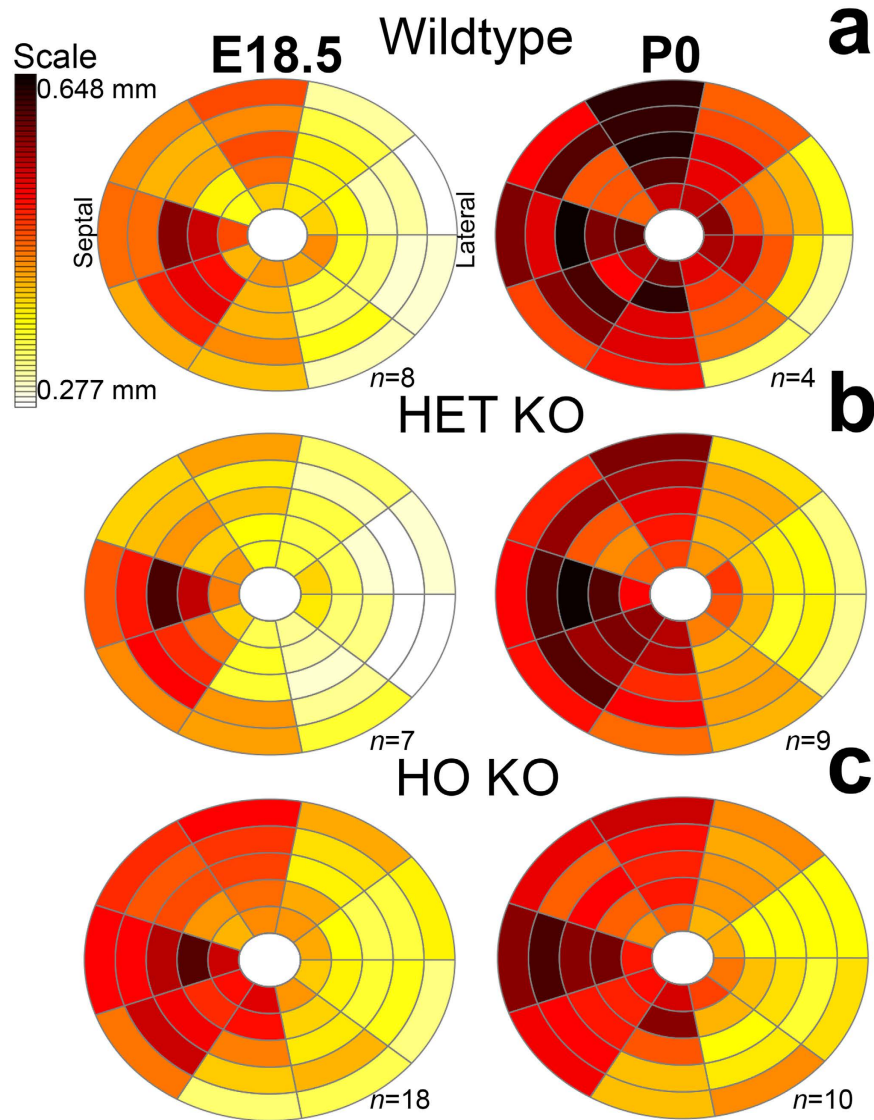 Wildtype
a
E18.5
P0
Scale
0.648 mm
0.277 mm
Septal
Lateral
n=8
n=4
HET KO
b
n=7
n=9
HO KO
c
n=18
n=10